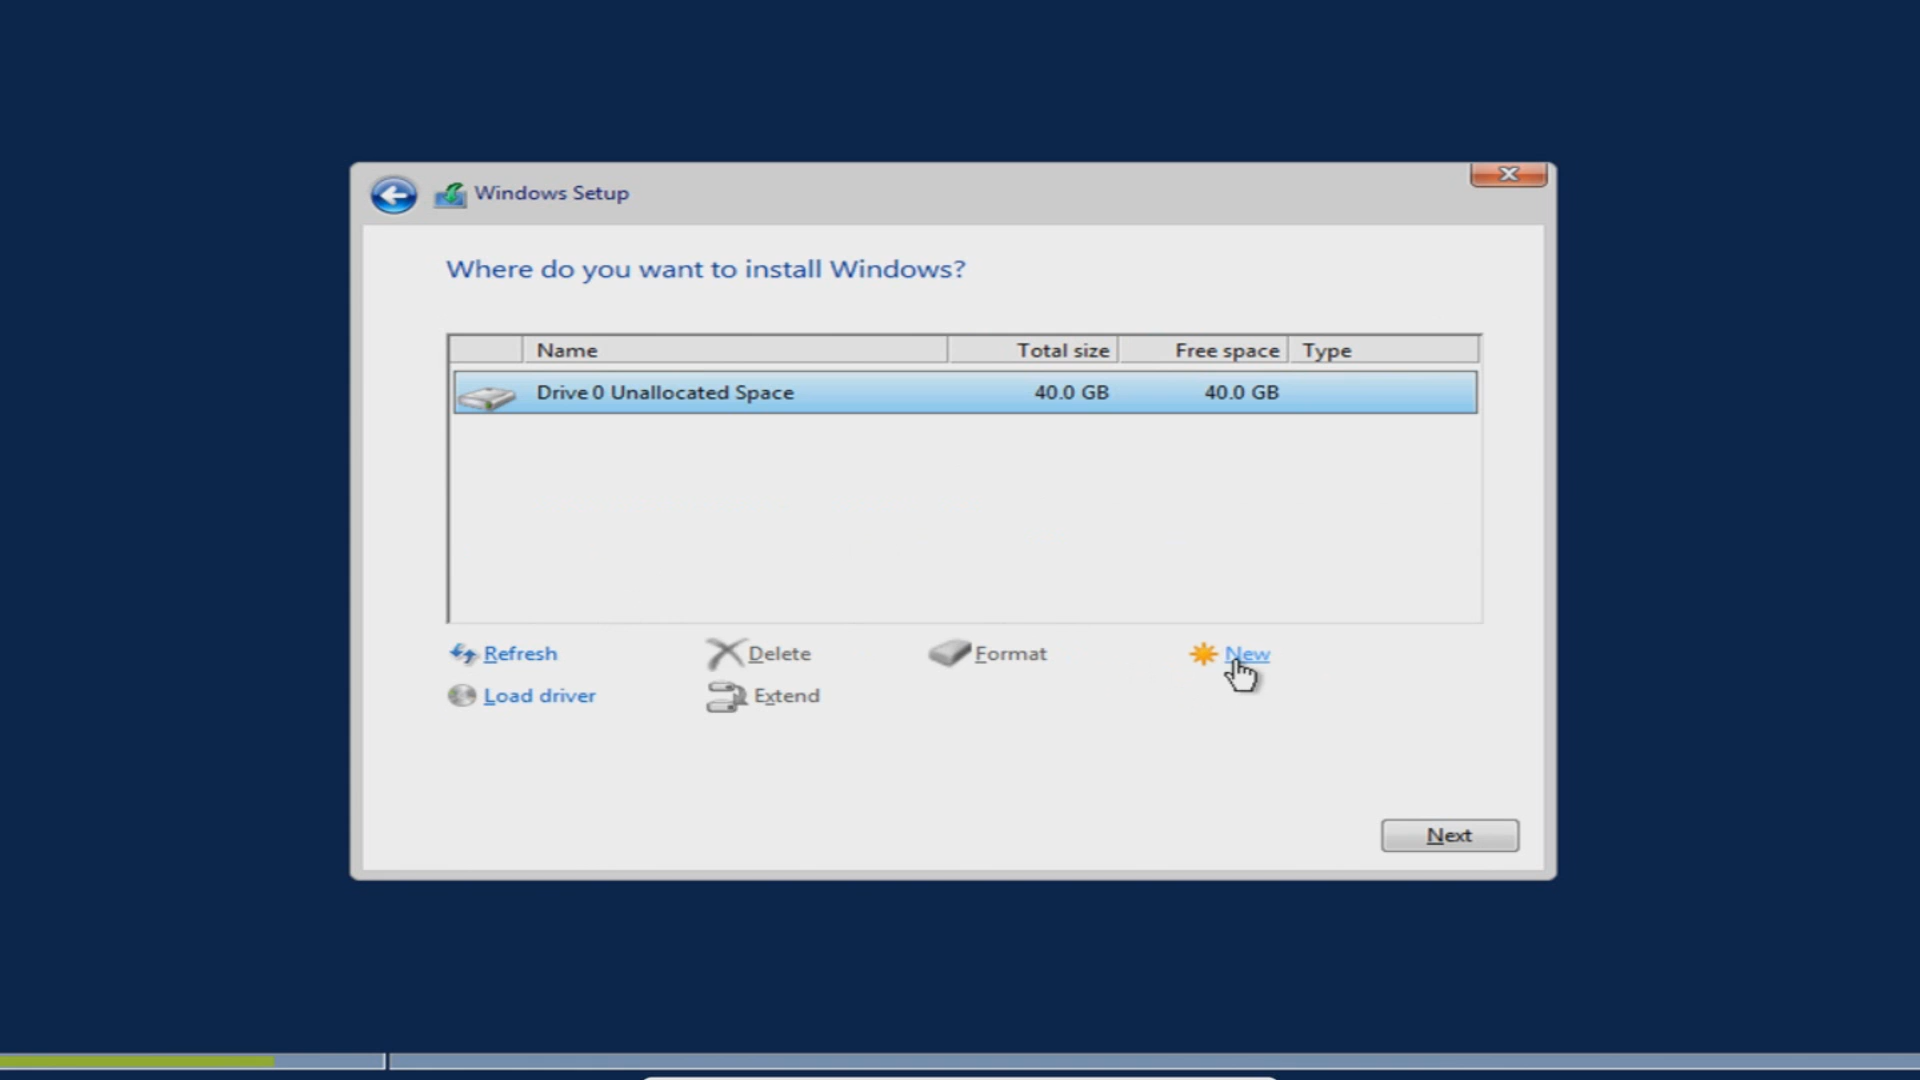 Windows Setup
Where do you want to install Windows?
Name Total size Free space Type
Drive 0 Unallocated Space 40.0 GB 40.0 GB
Refresh Delete Format New
Load driver Extend
Next